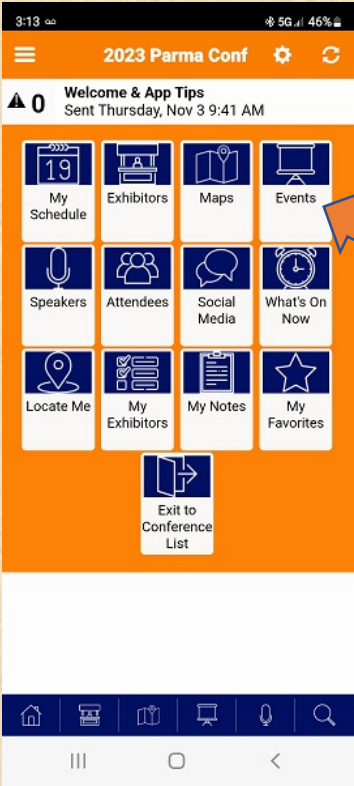 3:13 5G 46%
2023 Parma Conf
0 Welcome & App Tips
Sent Thursday, Nov 3 9:41 AM
19
My
Schedule
Exhibitors
Maps
Events
Speakers
Attendees
Social
Media
What's On
Now
Locate Me
My
Exhibitors
My Notes
My
Favorites
Exit to
Conference
List